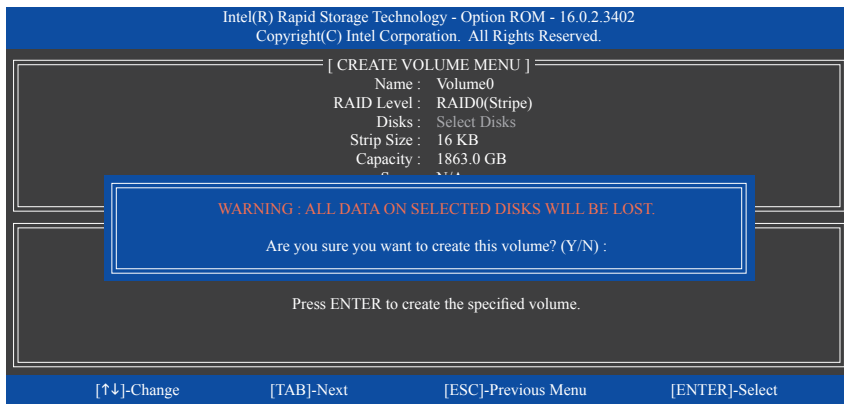 Intel(R) Rapid Storage Technology - Option ROM - 16.0.2.3402
Copyright(C) Intel Corporation. All Rights Reserved.
[ CREATE VOLUME MENU ]
Name : Volume0
RAID Level : RAID0(Stripe)
Disks : Select Disks
Strip Size : 16 KB
Capacity : 1863.0 GB
WARNING : ALL DATA ON SELECTED DISKS WILL BE LOST.
Are you sure you want to create this volume? (Y/N) :
Press ENTER to create the specified volume.
[↑↓]-Change [TAB]-Next [ESC]-Previous Menu [ENTER]-Select